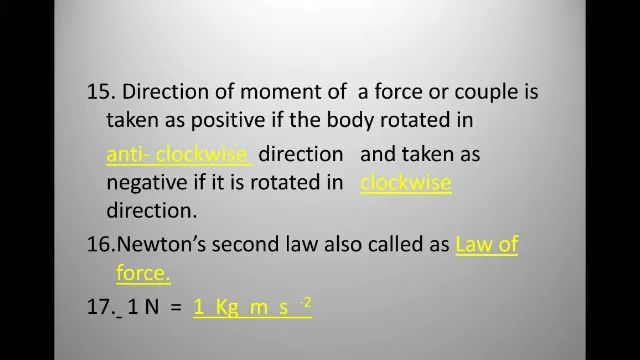 15. Direction of moment of a force or couple is
taken as positive if the body rotated in
anti- clockwise direction and taken as
negative if it is rotated in clockwise
direction.
16.Newton’s second law also called as Law of
force.
17. 1 N = 1 Kg m s -2